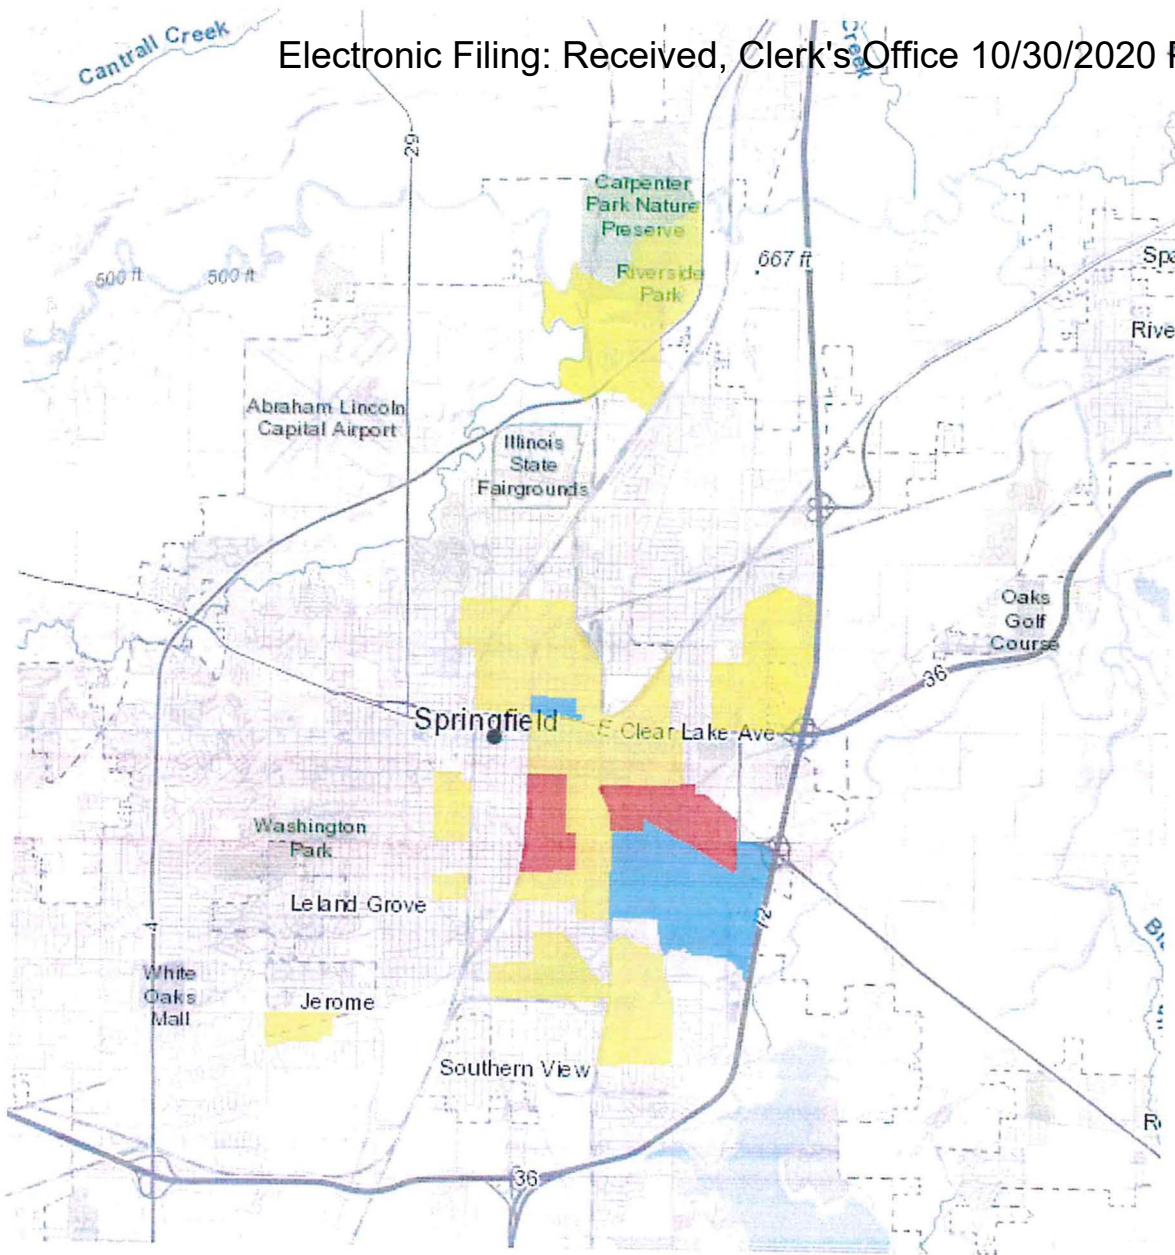 Cantrall Creek
Electronic Filing: Received, Clerk's Office 10/30/2020
Creek
29
Carpenter
Park Nature
Preserve
667 ft
500 ft
500 ft
Riverside
Park
Abraham Lincoln
Capital Airport
Illinois
State
Fairgrounds
Oaks
Golf
Course
36
Springfield
E Clear Lake Ave
Washington
Park
Leland Grove
4
72
White
Oaks
Mall
Jerome
Southern View
36